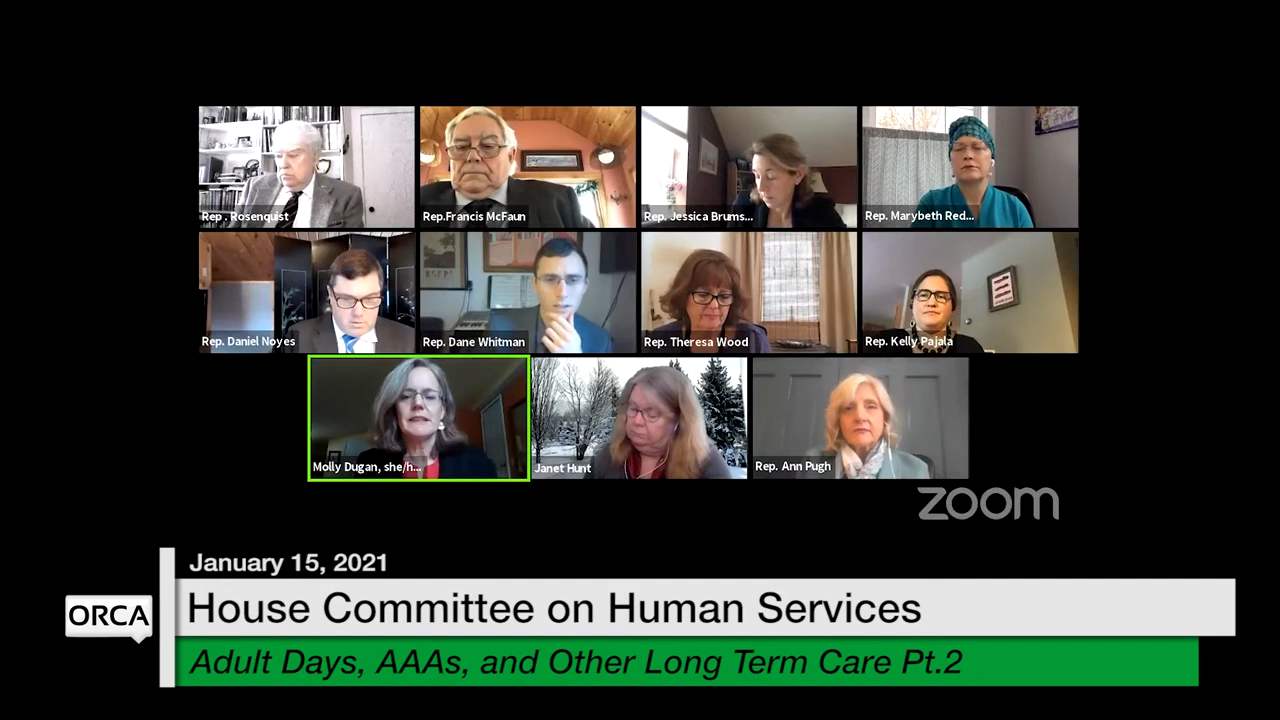 Rep . Rosenquist
Rep.Francis McFaun
Rep. Jessica Brums...
Rep. Marybeth Red...
Rep. Daniel Noyes
Rep. Dane Whitman
Rep. Theresa Wood
Rep. Kelly Pajala
Molly Dugan, she/h...
Janet Hunt
Rep. Ann Pugh
zoom
January 15, 2021
ORCA
House Committee on Human Services
Adult Days, AAAs, and Other Long Term Care Pt.2